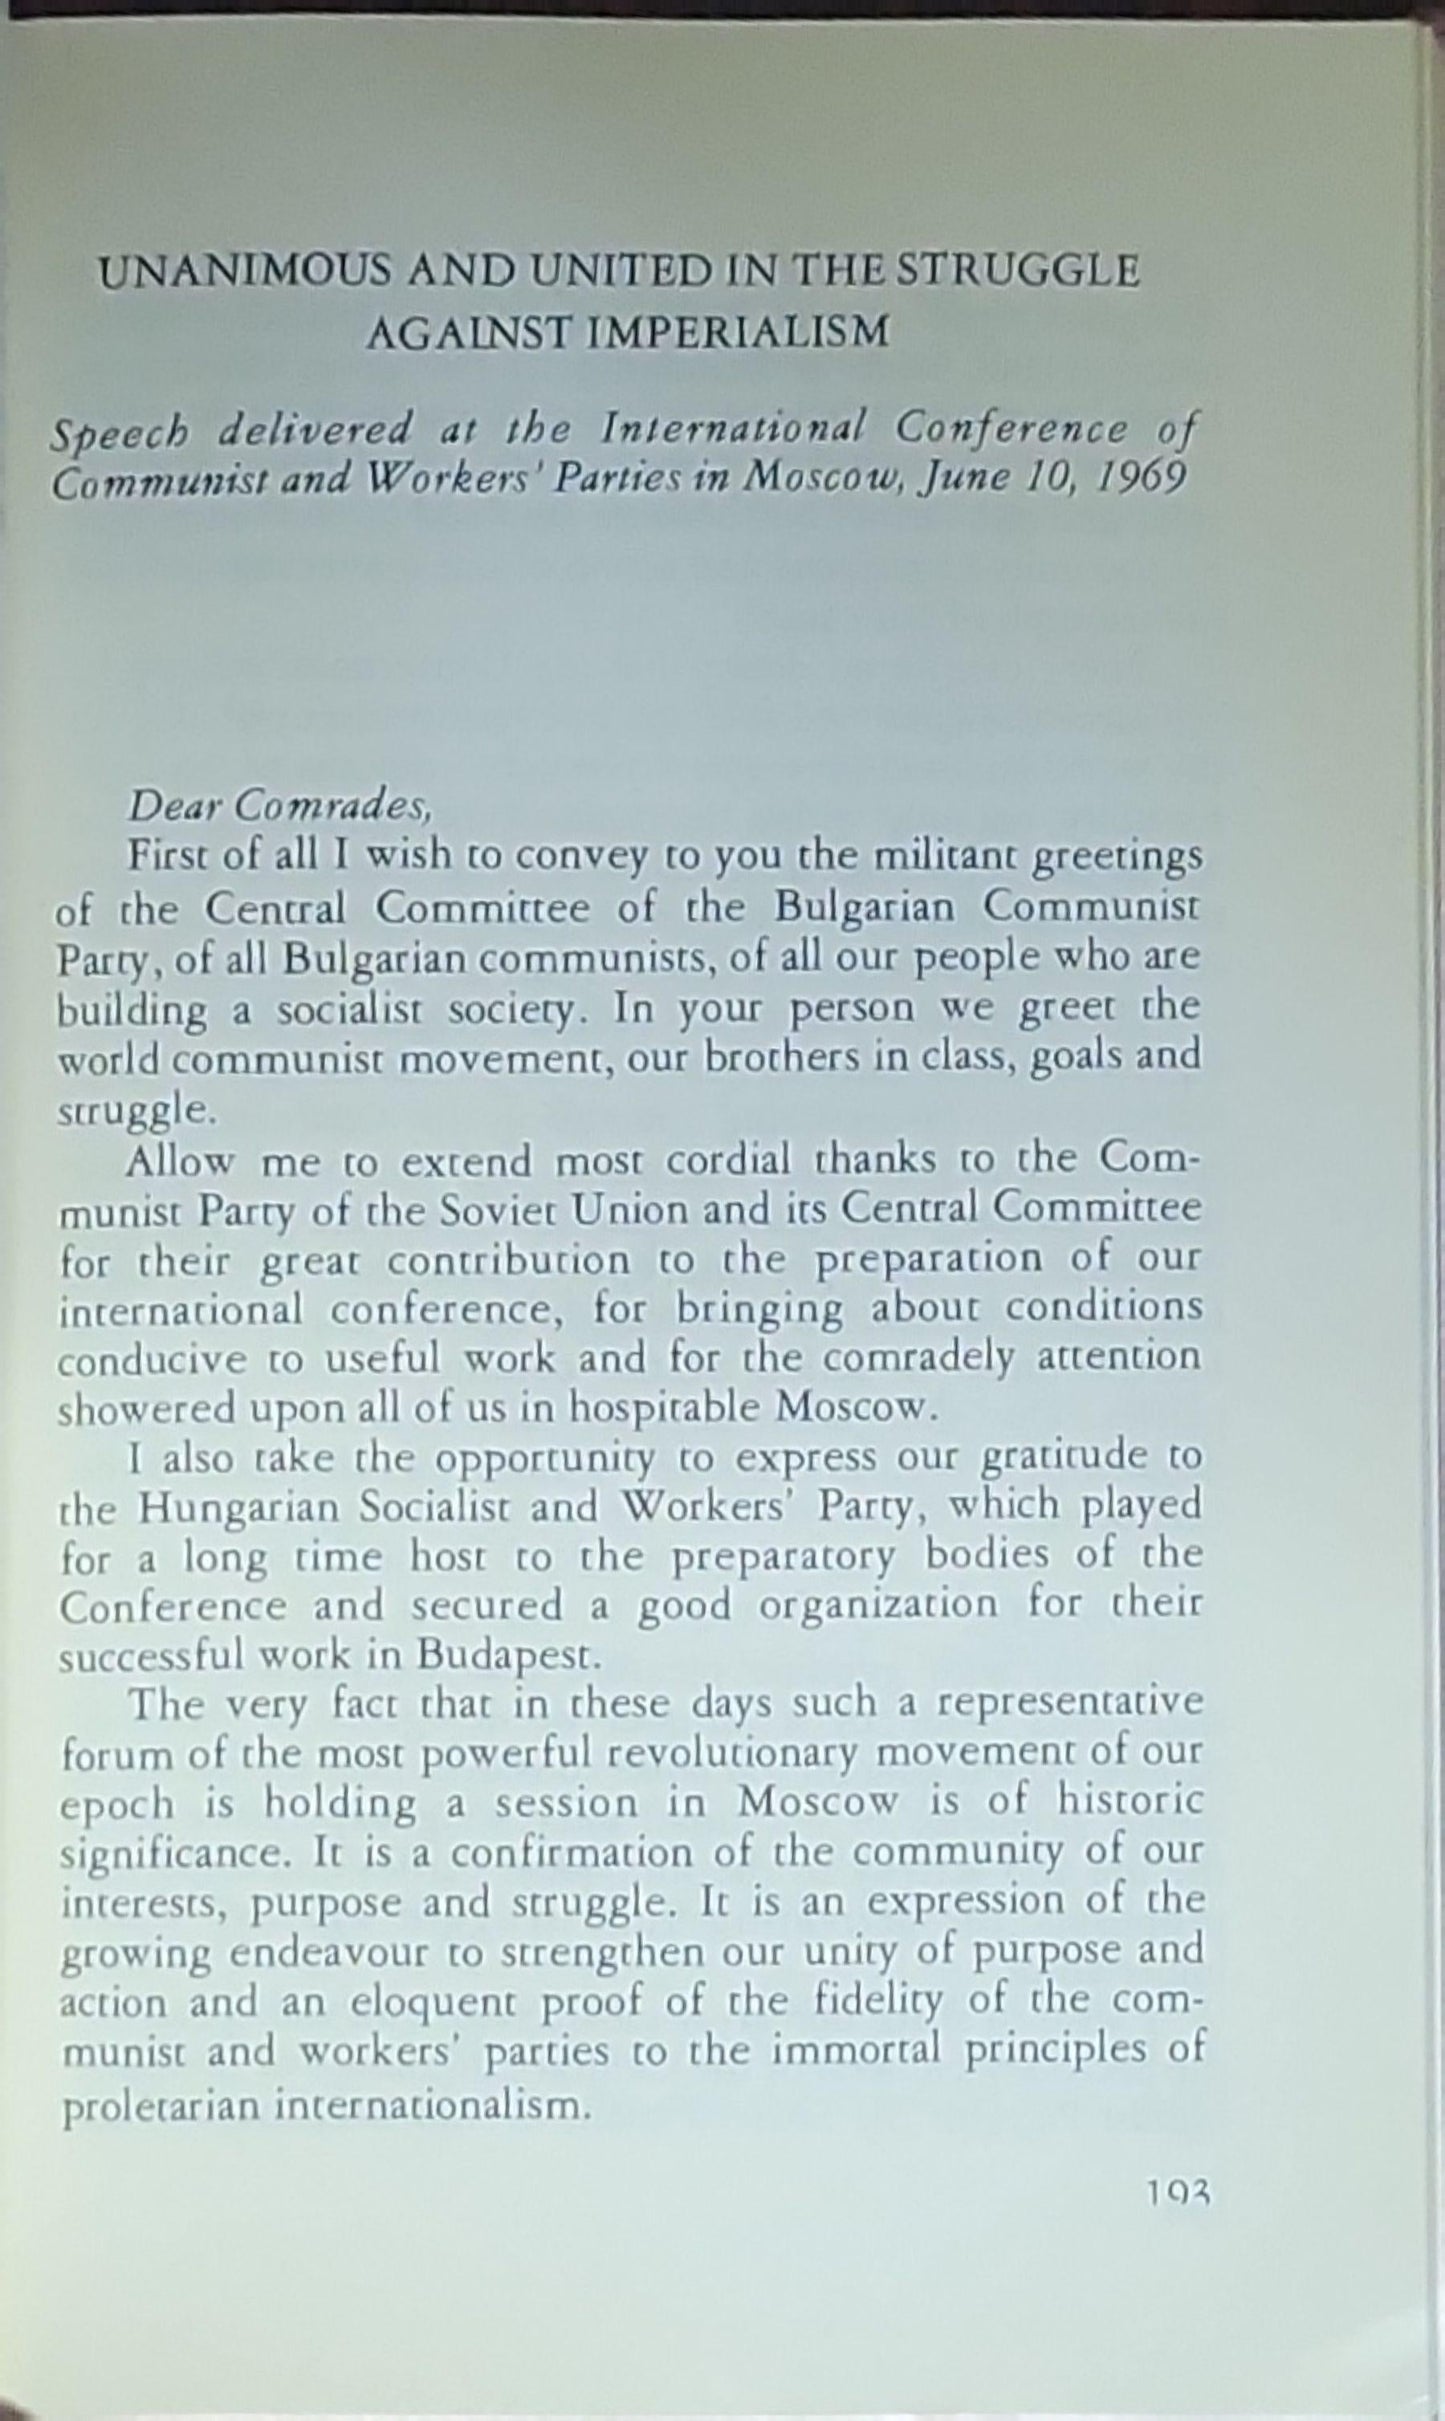 UNANIMOUS AND UNITED IN THE STRUGGLE
AGAINST IMPERIALISM
Speech delivered at the International Conference of
Communist and Workers' Parties in Moscow, June 10, 1969
Dear Comrades,
First of all I wish to convey to you the militant greetings
of the Central Committee of the Bulgarian Communist
Party, of all Bulgarian communists, of all our people who are
building a socialist society. In your person we greet the
world communist movement, our brothers in class, goals and
struggle.
Allow me to extend most cordial thanks to the Com-
munist Party of the Soviet Union and its Central Committee
for their great contribution to the preparation of our
international conference, for bringing about conditions
conducive to useful work and for the comradely attention
showered upon all of us in hospitable Moscow.
I also take the opportunity to express our gratitude to
the Hungarian Socialist and Workers' Party, which played
for a long time host to the preparatory bodies of the
Conference and secured a good organization for their
successful work in Budapest.
The very fact that in these days such a representative
forum of the most powerful revolutionary movement of our
epoch is holding a session in Moscow is of historic
significance. It is a confirmation of the community of our
interests, purpose and struggle. It is an expression of the
growing endeavour to strengthen our unity of purpose and
action and an eloquent proof of the fidelity of the com-
munist and workers' parties to the immortal principles of
proletarian internationalism.
193